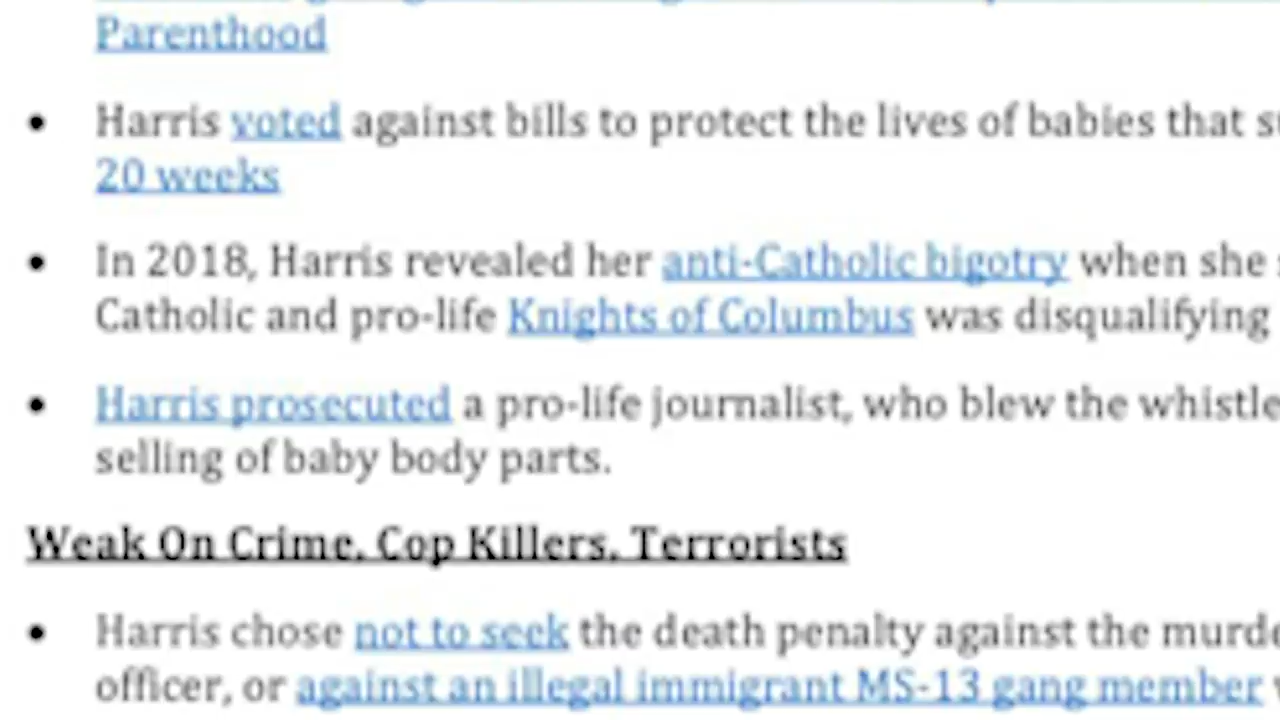 Parenthood
• Harris voted against bills to protect the lives of babies that
20 weeks
• In 2018, Harris revealed her anti-Catholic bigotry when she
Catholic and pro-life Knights of Columbus was disqualifying
• Harris prosecuted a pro-life journalist, who blew the whistle
selling of baby body parts.
Weak On Crime, Cop Killers, Terrorists
• Harris chose not to seek the death penalty against the
officer, or against an illegal immigrant MS-13 gang member